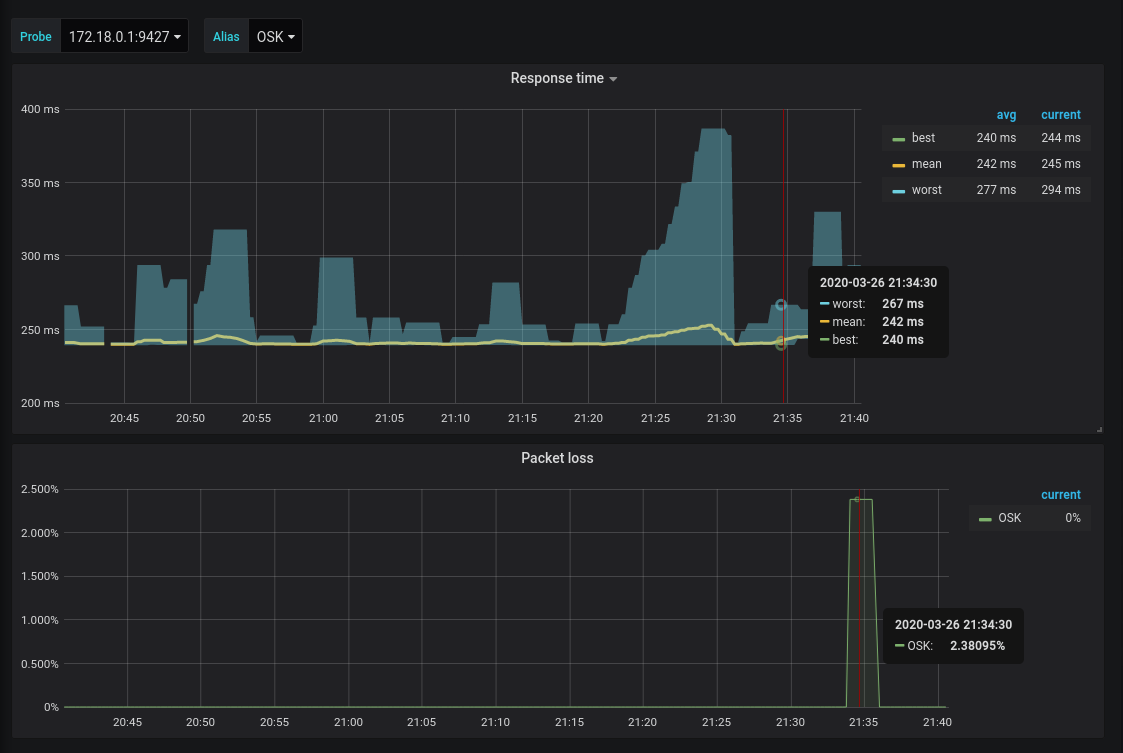 Probe 172.18.0.1:9427 Alias OSK
Response time
400 ms
350 ms
300 ms
250 ms
200 ms
20:45 20:50 20:55 21:00 21:05 21:10 21:15 21:20 21:25 21:30 21:35 21:40
avg current
best 240 ms 244 ms
mean 242 ms 245 ms
worst 277 ms 294 ms
2020-03-26 21:34:30
worst: 267 ms
mean: 242 ms
best: 240 ms
Packet loss
2.500%
2.000%
1.500%
1.000%
0.500%
0%
20:45 20:50 20:55 21:00 21:05 21:10 21:15 21:20 21:25 21:30 21:35 21:40
current
OSK 0%
2020-03-26 21:34:30
OSK: 2.38095%